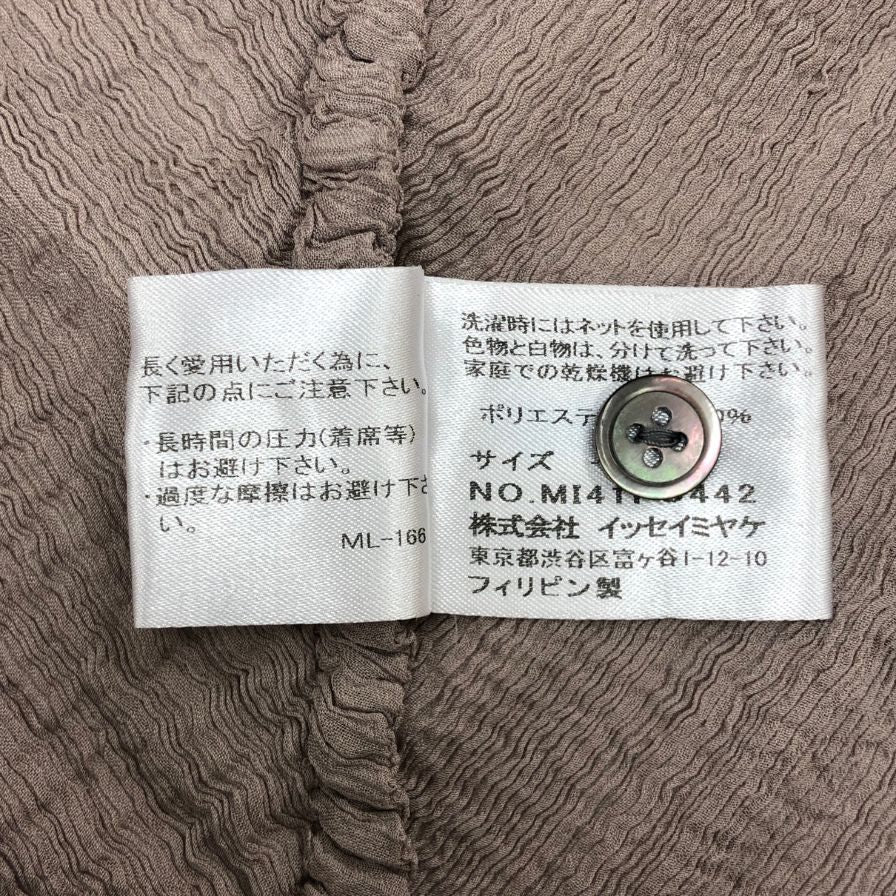 長く愛用いただく為に、
下記の点にご注意下さい。
・長時間の圧力(着席等)
はお避け下さい。
・過度な摩擦はお避け下さ
い。
ML-166
洗濯時にはネットを使用して下さい。
色物と白物は、分けて洗って下さい。
家庭での乾燥機はお避け下さい。
ポリエステ %
サイズ
NO.MI41 442
株式会社 イッセイミヤケ
東京都渋谷区富ヶ谷1-12-10
フィリピン製